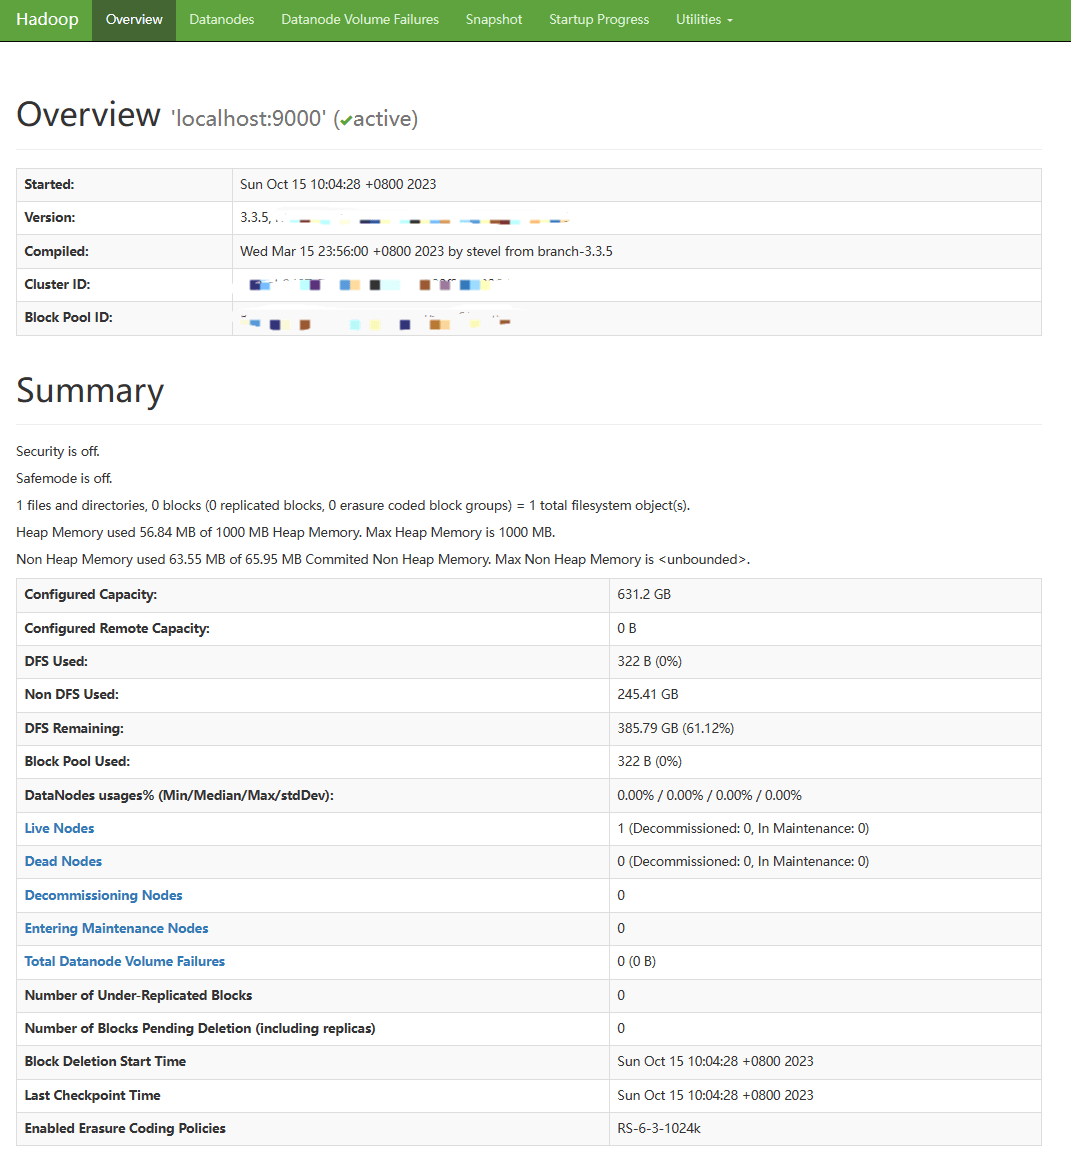 Hadoop Overview Datanodes Datanode Volume Failures Snapshot Startup Progress Utilities
Overview 'localhost:9000' (✔active)
Started: Sun Oct 15 10:04:28 +0800 2023
Version: 3.3.5,
Compiled: Wed Mar 15 23:56:00 +0800 2023 by stevel from branch-3.3.5
Cluster ID:
Block Pool ID:
Summary
Security is off.
Safemode is off.
1 files and directories, 0 blocks (0 replicated blocks, 0 erasure coded block groups) = 1 total filesystem object(s).
Heap Memory used 56.84 MB of 1000 MB Heap Memory. Max Heap Memory is 1000 MB.
Non Heap Memory used 63.55 MB of 65.95 MB Commited Non Heap Memory. Max Non Heap Memory is <unbounded>.
Configured Capacity: 631.2 GB
Configured Remote Capacity: 0 B
DFS Used: 322 B (0%)
Non DFS Used: 245.41 GB
DFS Remaining: 385.79 GB (61.12%)
Block Pool Used: 322 B (0%)
DataNodes usages% (Min/Median/Max/stdDev): 0.00% / 0.00% / 0.00% / 0.00%
Live Nodes 1 (Decommissioned: 0, In Maintenance: 0)
Dead Nodes 0 (Decommissioned: 0, In Maintenance: 0)
Decommissioning Nodes 0
Entering Maintenance Nodes 0
Total Datanode Volume Failures 0 (0 B)
Number of Under-Replicated Blocks 0
Number of Blocks Pending Deletion (including replicas) 0
Block Deletion Start Time Sun Oct 15 10:04:28 +0800 2023
Last Checkpoint Time Sun Oct 15 10:04:28 +0800 2023
Enabled Erasure Coding Policies RS-6-3-1024k